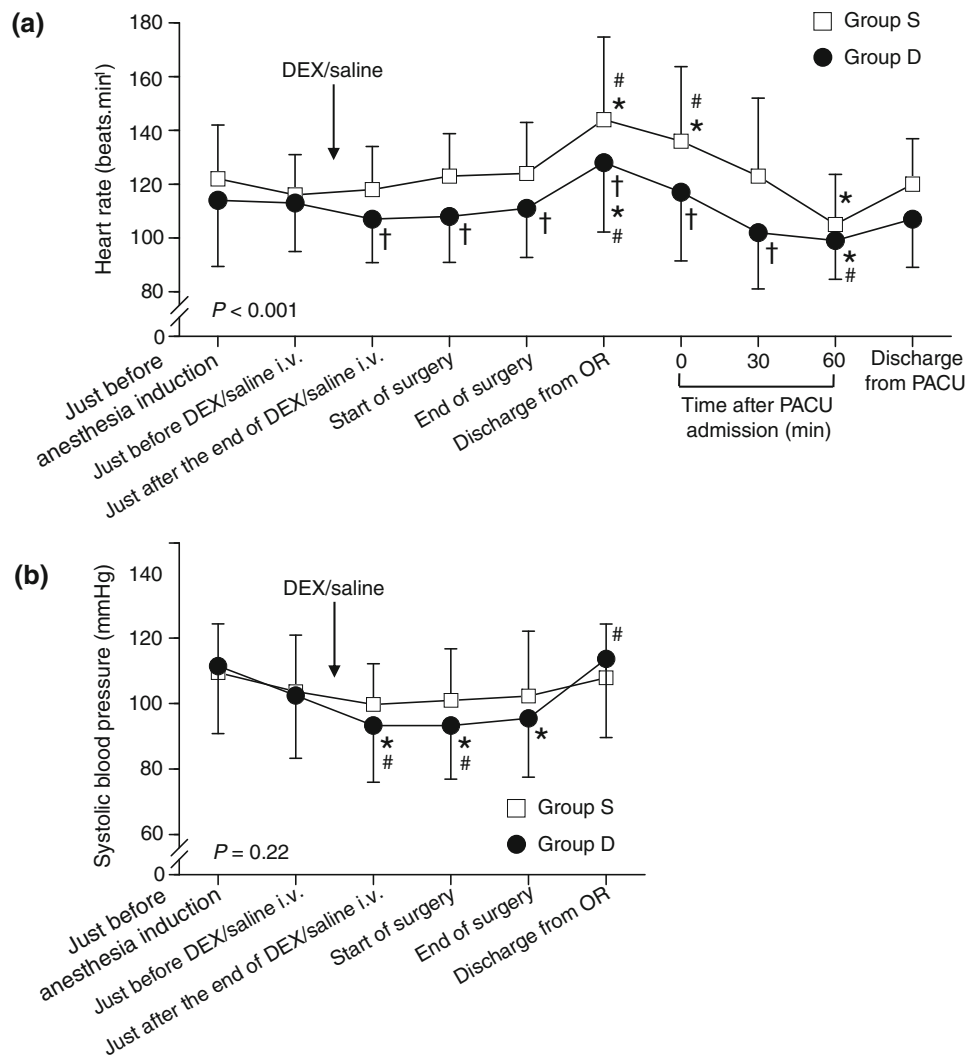 (a)
180
160
140
120
100
80
0
Heart rate (beats.min¹)
DEX/saline
Group S
Group D
#
*
#
*
*
†
†
†
†
*
#
†
†
*
#
P < 0.001
Just before
anesthesia induction
Just before DEX/saline i.v.
Just after the end of DEX/saline i.v.
Start of surgery
End of surgery
Discharge from OR
0
30
60
Time after PACU
admission (min)
Discharge
from PACU
(b)
140
120
100
80
60
0
Systolic blood pressure (mmHg)
DEX/saline
#
*
#
*
#
*
Group S
Group D
P = 0.22
Just before
anesthesia induction
Just before DEX/saline i.v.
Just after the end of DEX/saline i.v.
Start of surgery
End of surgery
Discharge from OR